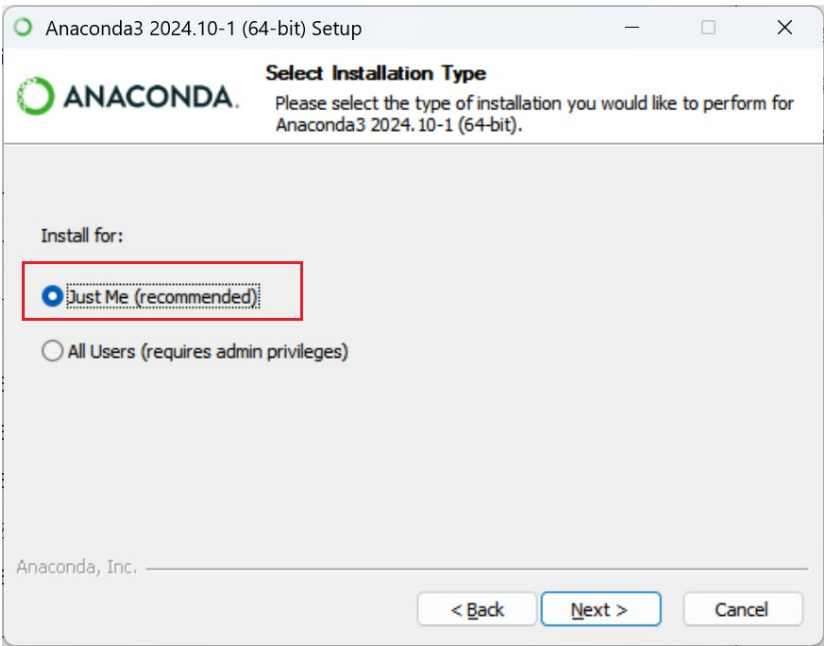 Anaconda3 2024.10-1 (64-bit) Setup
ANACONDA.
Select Installation Type
Please select the type of installation you would like to perform for
Anaconda3 2024.10-1 (64-bit).
Install for:
Just Me (recommended)
All Users (requires admin privileges)
Anaconda, Inc.
< Back
Next >
Cancel